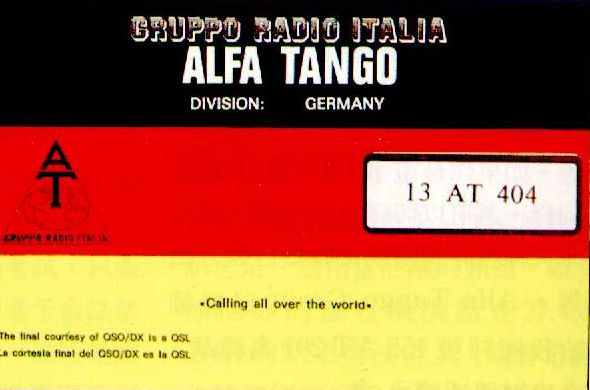 GRUPPO RADIO ITALIA
ALFA TANGO
DIVISION: GERMANY
AT
GRUPPO RADIO ITALIA
13 AT 404
•Calling all over the world•
The final courtesy of QSO/DX is a QSL
La cortesia final del QSO/DX es la QSL